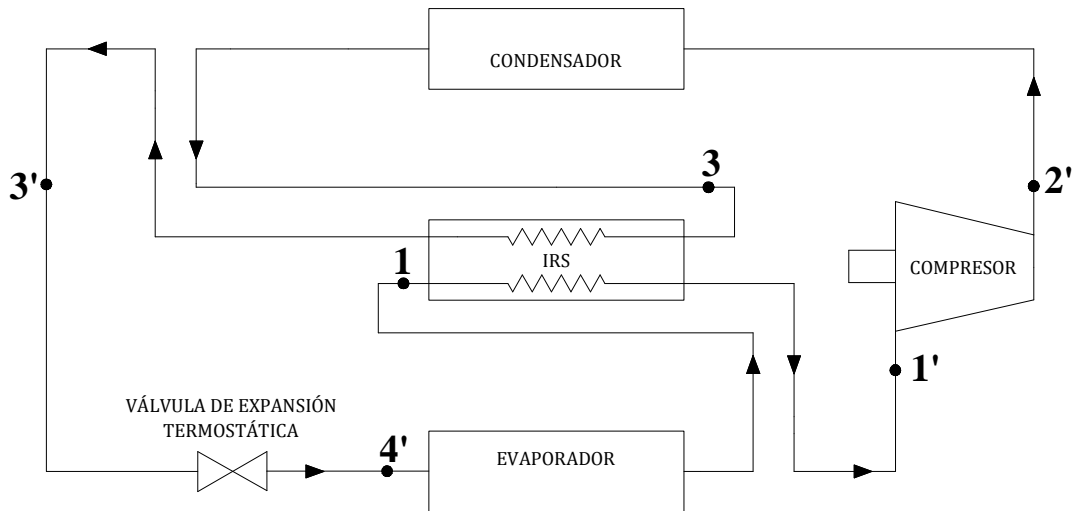 CONDENSADOR
3
3'
2'
IRS
1
COMPRESOR
1'
VÁLVULA DE EXPANSIÓN
TERMOSTÁTICA
4'
EVAPORADOR